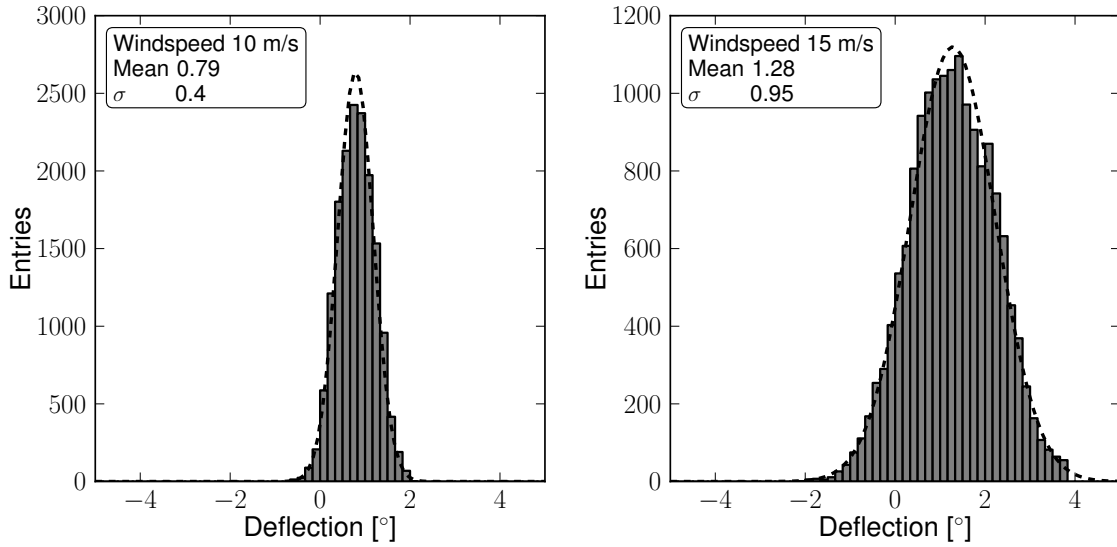 3000
2500
2000
1500
1000
500
0
Entries
Windspeed 10 m/s
Mean 0.79
σ 0.4
−4 −2 0 2 4
Deflection [°]
1200
1000
800
600
400
200
0
Entries
Windspeed 15 m/s
Mean 1.28
σ 0.95
−4 −2 0 2 4
Deflection [°]